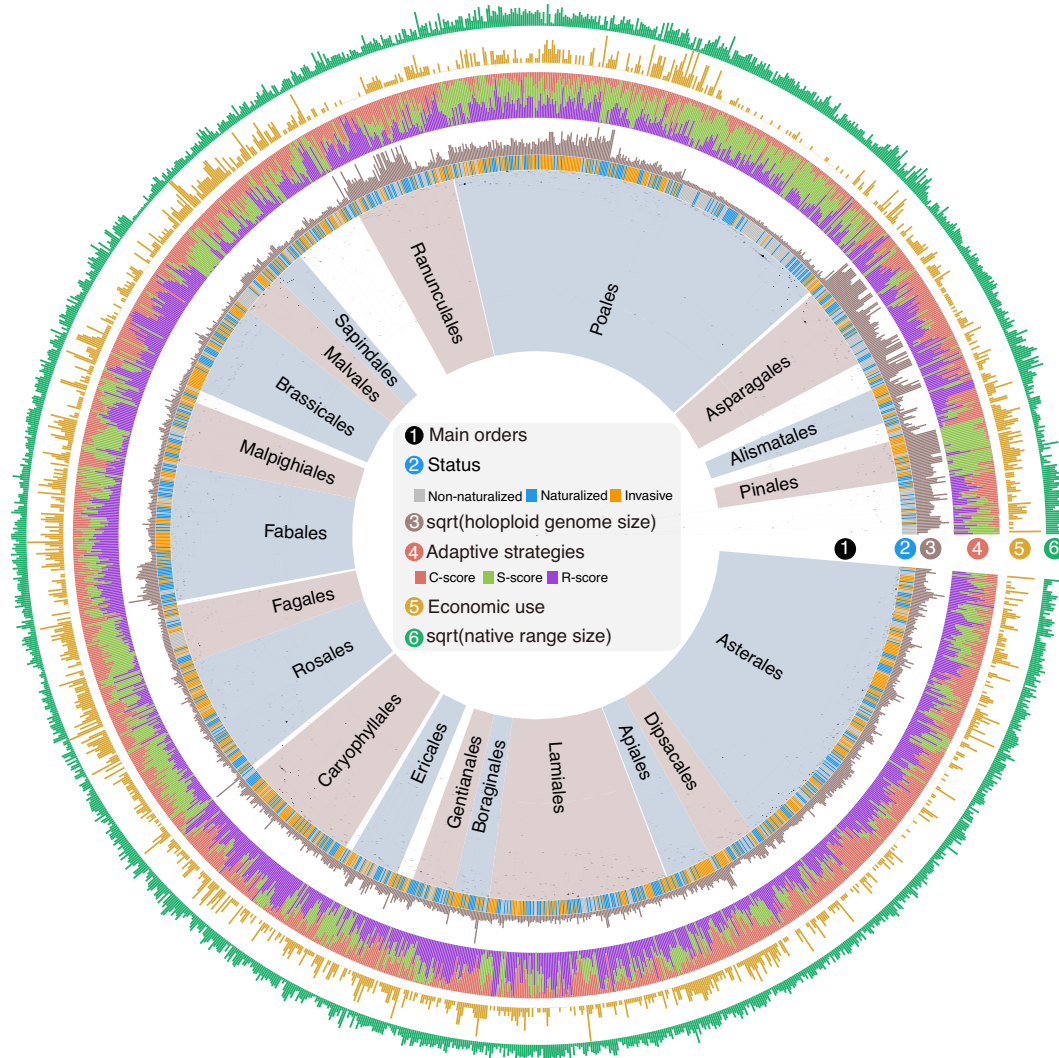 Ranunculales
Poales
Sapindales
Malvales
Brassicales
Asparagales
Alismatales
Pinales
Malpighiales
Fabales
Fagales
Rosales
Caryophyllales
Ericales
Gentianales
Boraginales
Lamiales
Apiales
Dipsacales
Asterales
1 Main orders
2 Status
Non-naturalized Naturalized Invasive
3 sqrt(holoploid genome size)
4 Adaptive strategies
C-score S-score R-score
5 Economic use
6 sqrt(native range size)
1 2 3 4 5 6